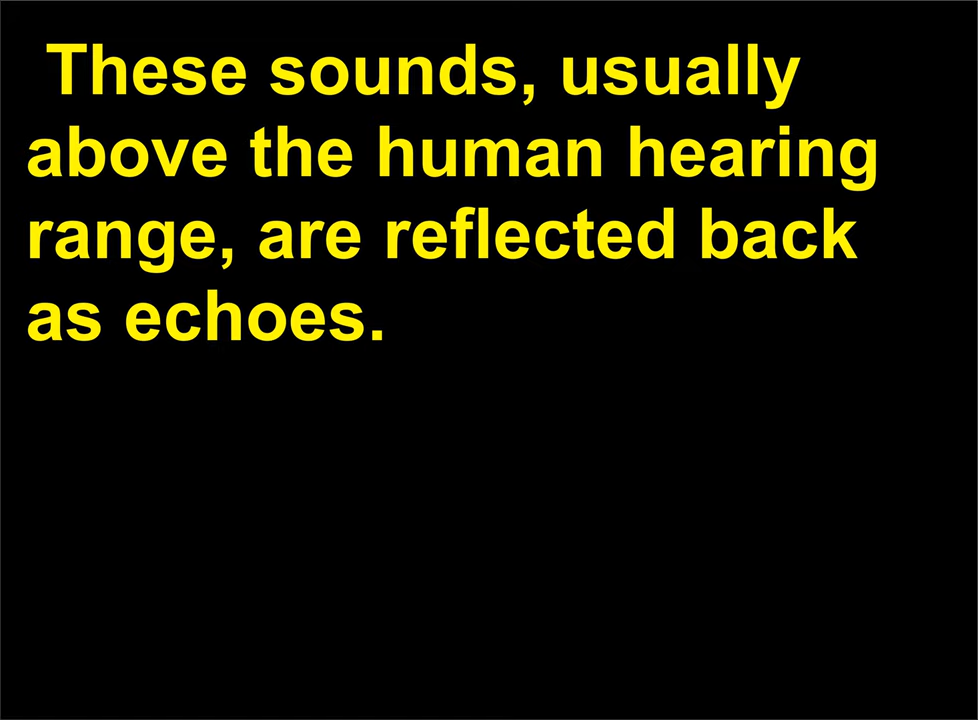 These sounds, usually
above the human hearing
range, are reflected back
as echoes.